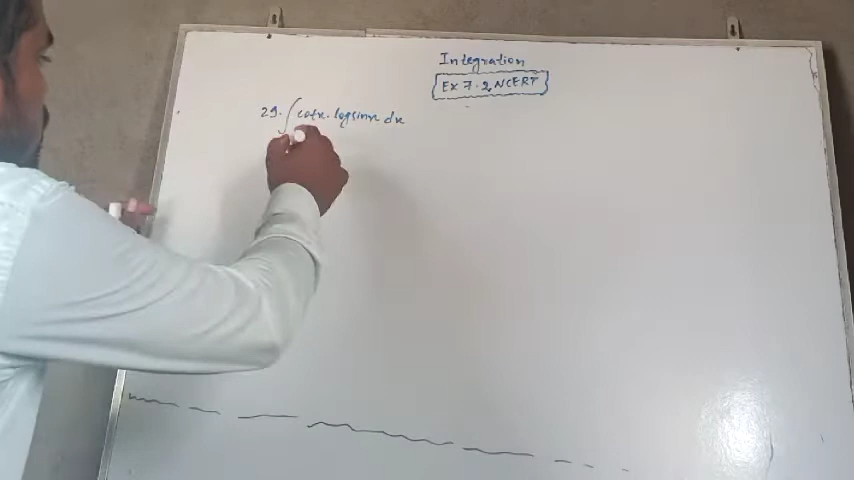 Integration
Ex 7.2 NCERT
29. ∫ cotx. logsinx dx